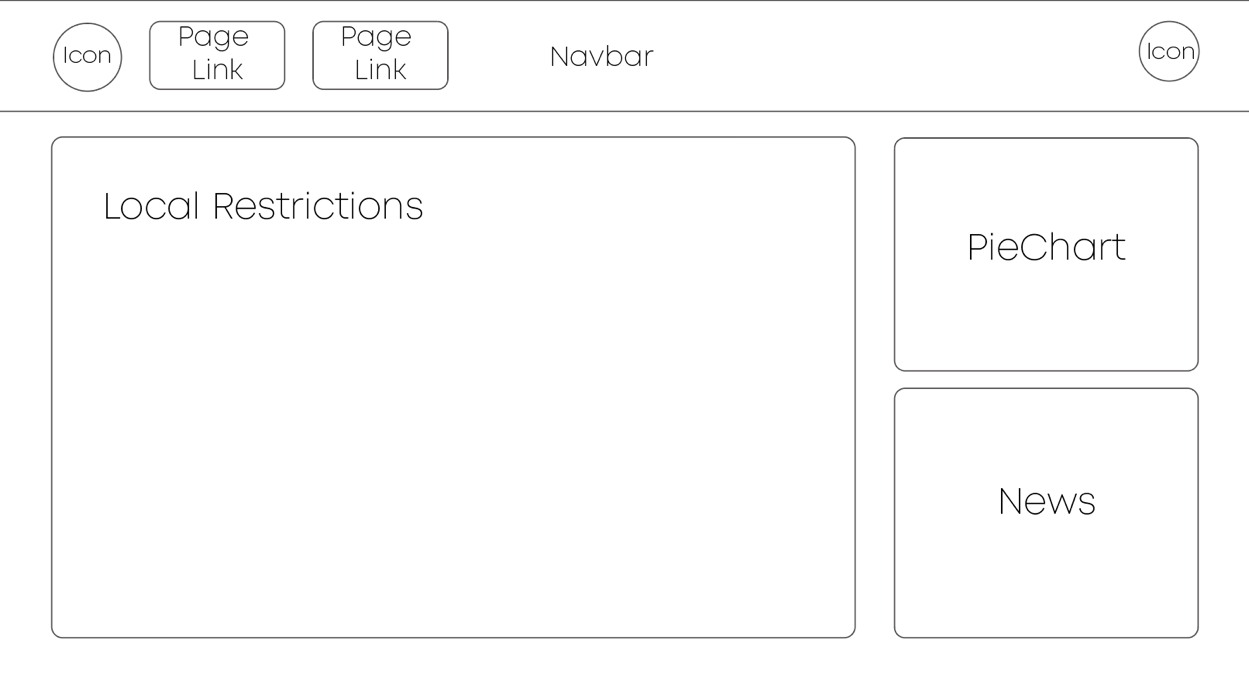 Icon
Page
Link
Page
Link
Navbar
Icon
Local Restrictions
PieChart
News